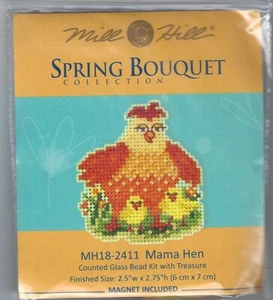 Mill Hill
SPRING BOUQUET
COLLECTION
MH18-2411 Mama Hen
Counted Glass Bead Kit with Treasure
Finished Size: 2.5"w x 2.75"h (6 cm x 7 cm)
MAGNET INCLUDED